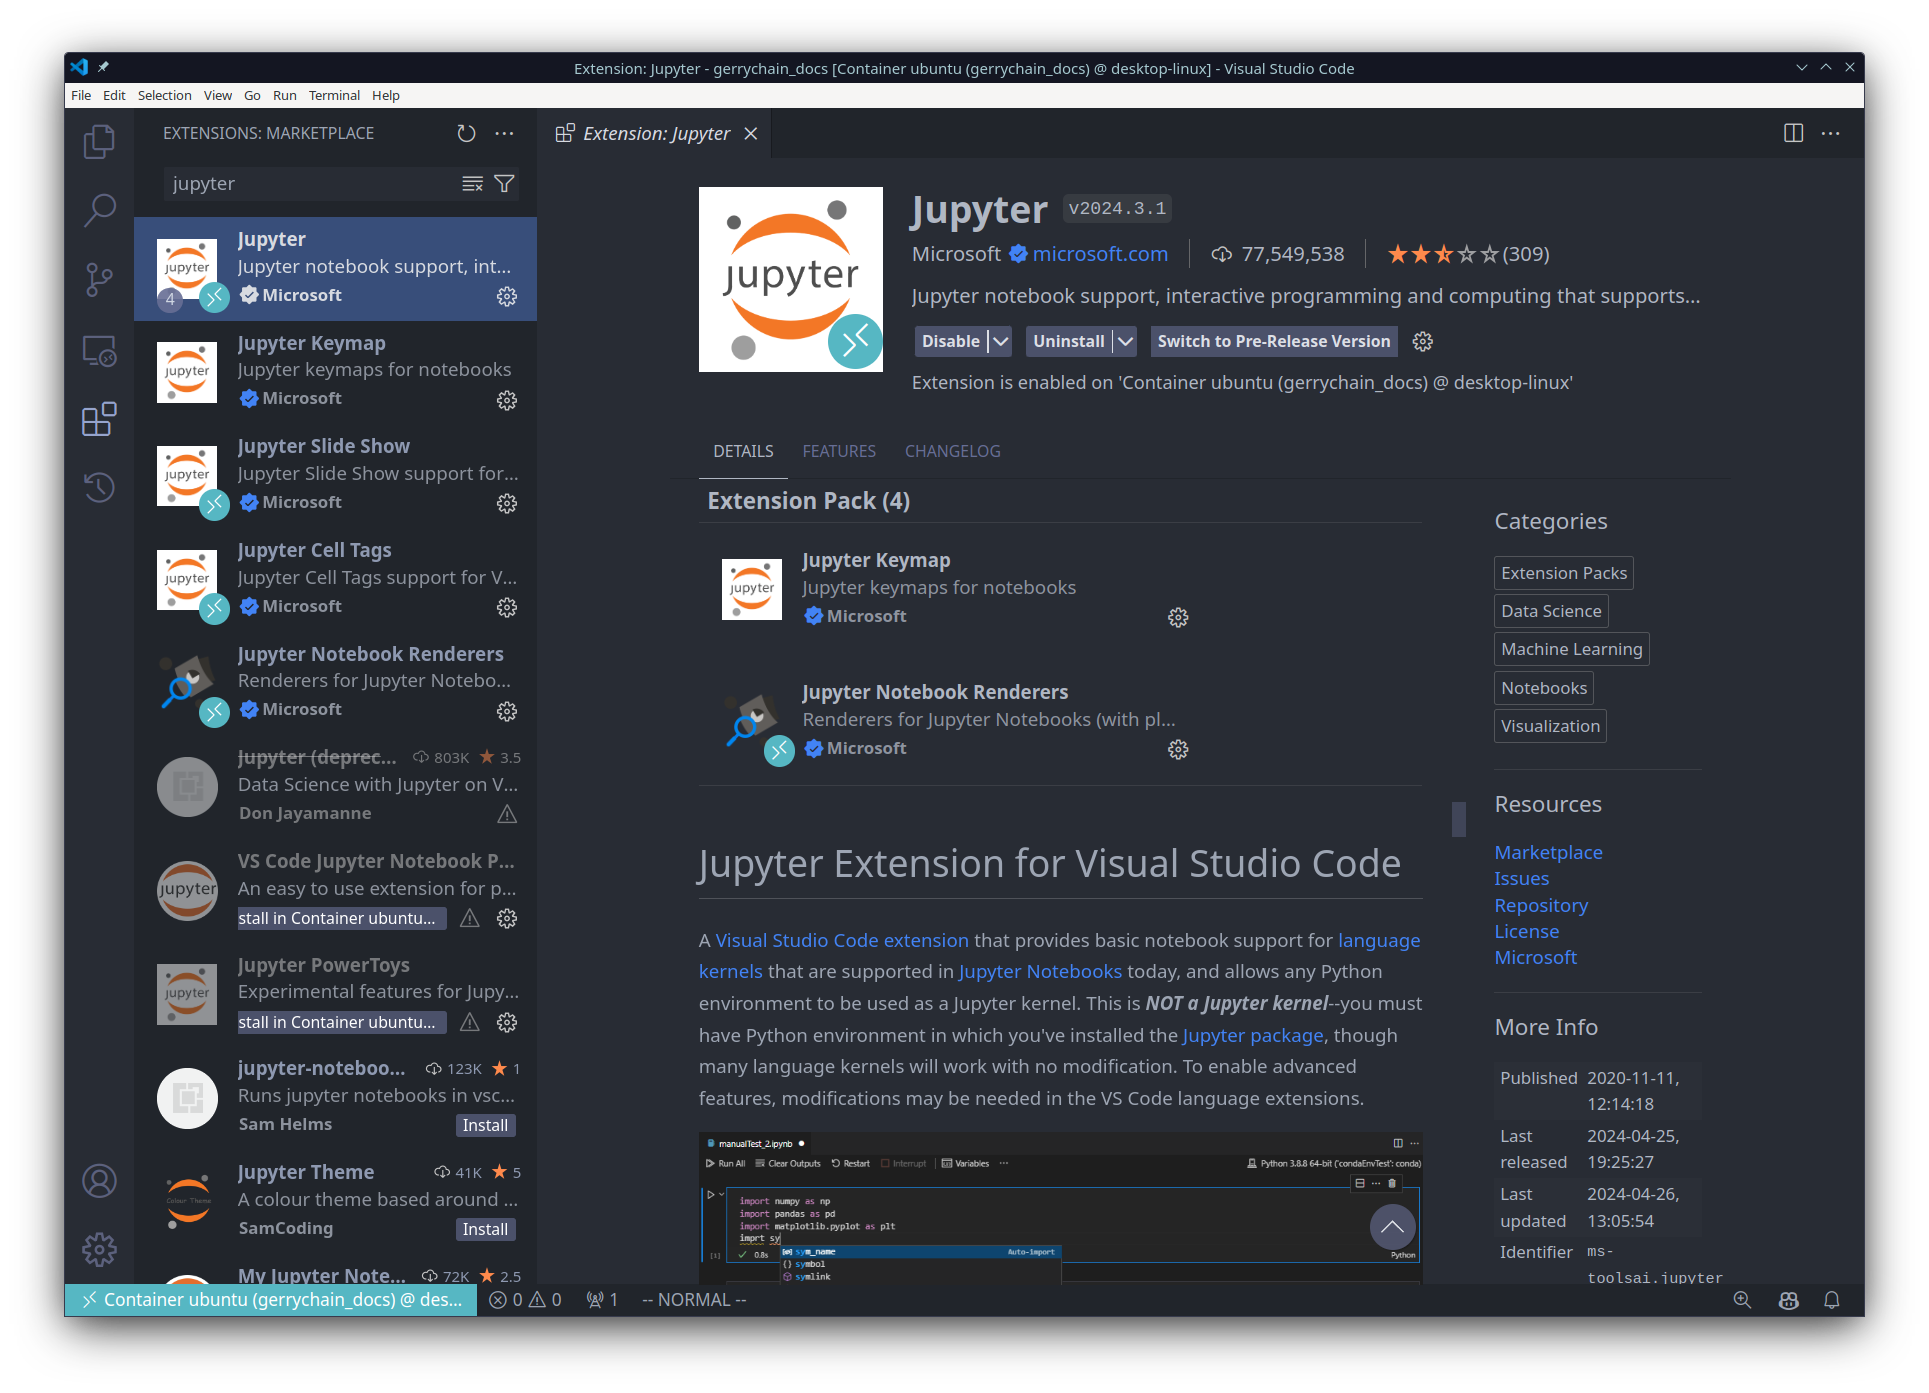 Extension: Jupyter - gerrychain_docs [Container ubuntu (gerrychain_docs) @ desktop-linux] - Visual Studio Code
File Edit Selection View Go Run Terminal Help
EXTENSIONS: MARKETPLACE
jupyter
Jupyter
Jupyter notebook support, int...
Microsoft
4
Jupyter Keymap
Jupyter keymaps for notebooks
Microsoft
Jupyter Slide Show
Jupyter Slide Show support for...
Microsoft
Jupyter Cell Tags
Jupyter Cell Tags support for V...
Microsoft
Jupyter Notebook Renderers
Renderers for Jupyter Notebo...
Microsoft
Jupyter (deprec... 803K 3.5
Data Science with Jupyter on V...
Don Jayamanne
VS Code Jupyter Notebook P...
An easy to use extension for p...
stall in Container ubuntu...
Jupyter PowerToys
Experimental features for Jupy...
stall in Container ubuntu...
jupyter-noteboo... 123K 1
Runs jupyter notebooks in vsc...
Sam Helms Install
Jupyter Theme 41K 5
A colour theme based around ...
SamCoding Install
My Jupyter Note... 72K 2.5
Extension: Jupyter
jupyter
Jupyter v2024.3.1
Microsoft microsoft.com 77,549,538 (309)
Jupyter notebook support, interactive programming and computing that supports...
Disable Uninstall Switch to Pre-Release Version
Extension is enabled on 'Container ubuntu (gerrychain_docs) @ desktop-linux'
DETAILS FEATURES CHANGELOG
Extension Pack (4)
Jupyter Keymap
Jupyter keymaps for notebooks
Microsoft
Jupyter Notebook Renderers
Renderers for Jupyter Notebooks (with pl...
Microsoft
Jupyter Extension for Visual Studio Code
A Visual Studio Code extension that provides basic notebook support for language
kernels that are supported in Jupyter Notebooks today, and allows any Python
environment to be used as a Jupyter kernel. This is NOT a Jupyter kernel--you must
have Python environment in which you've installed the Jupyter package, though
many language kernels will work with no modification. To enable advanced
features, modifications may be needed in the VS Code language extensions.
manualTest_2.ipynb
Run All Clear Outputs Restart Interrupt Variables ... Python 3.8.8 64-bit ('condaEnvTest': conda)
import numpy as np
import pandas as pd
import matplotlib.pyplot as plt
imprt sy
[1] 0.8s Python
sym_name Auto-import
symbol
symlink
Categories
Extension Packs
Data Science
Machine Learning
Notebooks
Visualization
Resources
Marketplace
Issues
Repository
License
Microsoft
More Info
Published 2020-11-11,
12:14:18
Last 2024-04-25,
released 19:25:27
Last 2024-04-26,
updated 13:05:54
Identifier ms-
toolsai.jupyter
Container ubuntu (gerrychain_docs) @ des... 0 0 1 -- NORMAL --